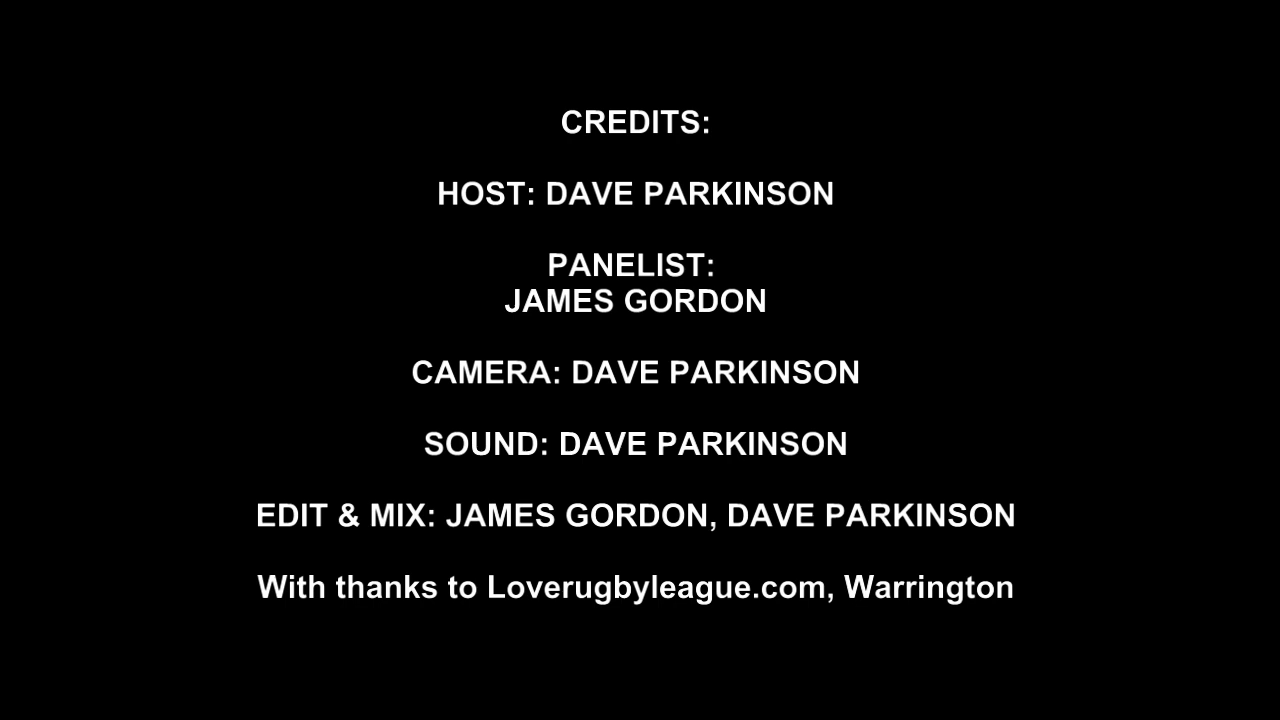 CREDITS:
HOST: DAVE PARKINSON
PANELIST:
JAMES GORDON
CAMERA: DAVE PARKINSON
SOUND: DAVE PARKINSON
EDIT & MIX: JAMES GORDON, DAVE PARKINSON
With thanks to Loverugbyleague.com, Warrington